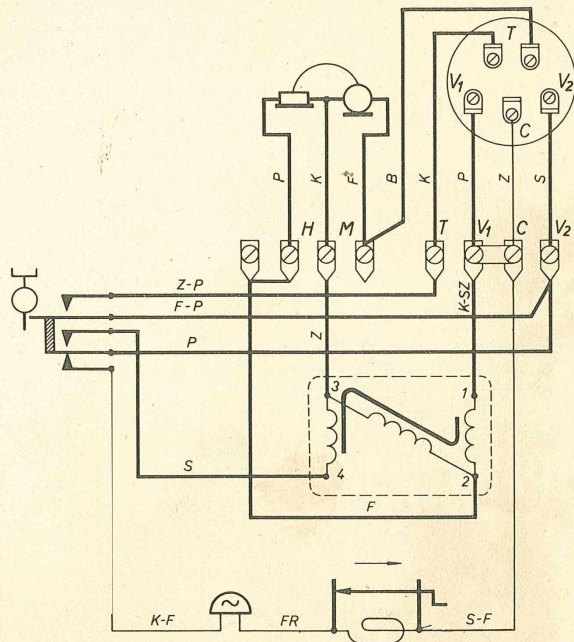 T
V1 V2
C
P K F B K P Z S
H M T V1 C V2
Z-P
F-P
K-SZ
P
Z
3 1
S 4 2
F
K-F FR S-F